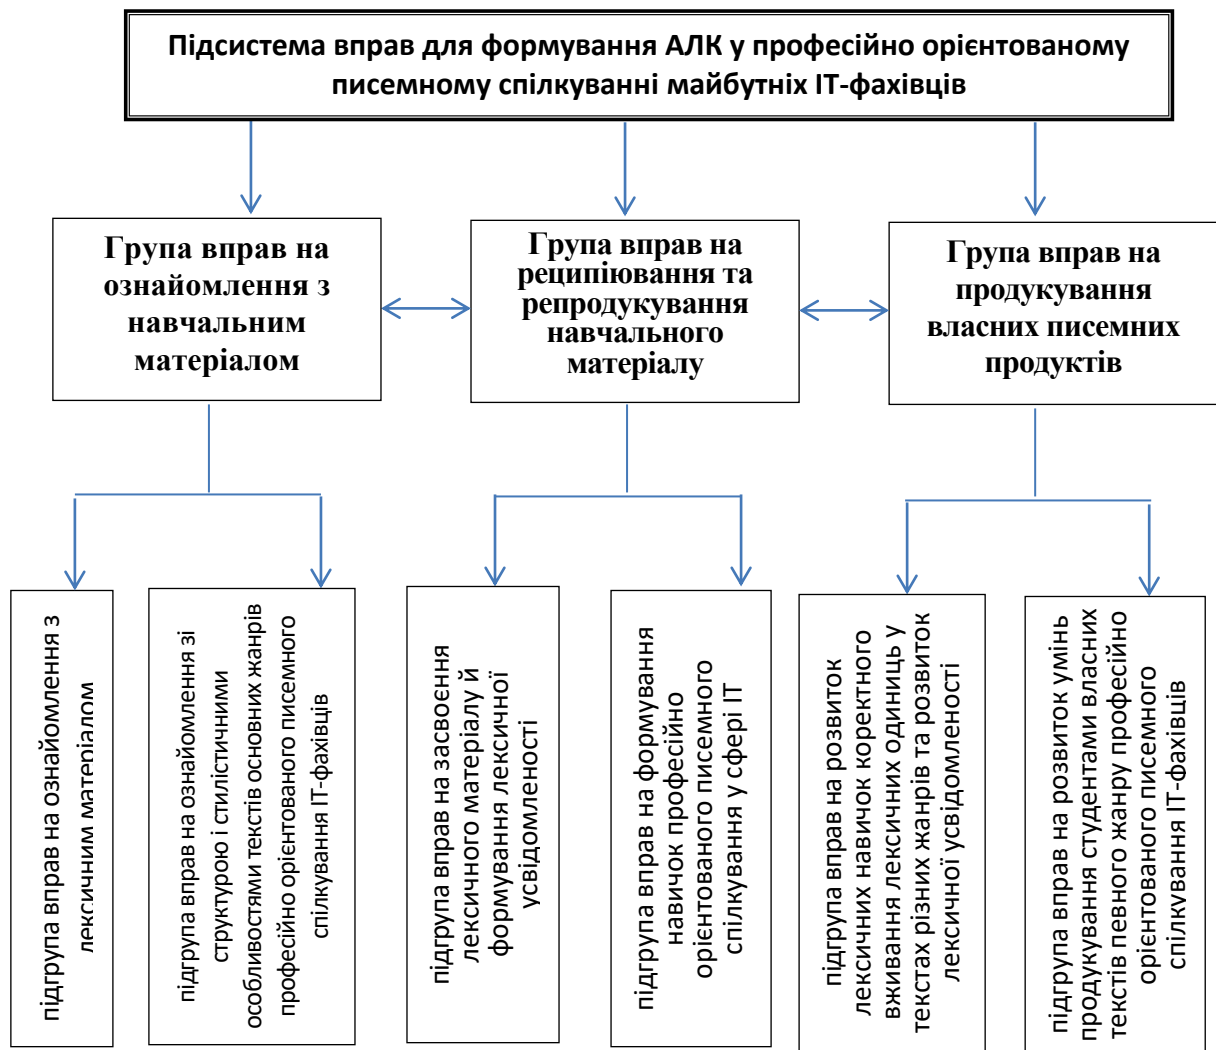 Підсистема вправ для формування АЛК у професійно орієнтованому
писемному спілкуванні майбутніх ІТ-фахівців
Група вправ на
ознайомлення з
навчальним
матеріалом
Група вправ на
реципіювання та
репродукування
навчального
матеріалу
Група вправ на
продукування
власних писемних
продуктів
підгрупа вправ на ознайомлення з
лексичним матеріалом
підгрупа вправ на ознайомлення зі
структурою і стилістичними
особливостями текстів основних жанрів
професійно орієнтованого писемного
спілкування ІТ-фахівців
підгрупа вправ на засвоєння
лексичного матеріалу й
формування лексичної
усвідомленості
підгрупа вправ на формування
навичок професійно
орієнтованого писемного
спілкування у сфері ІТ
підгрупа вправ на розвиток
лексичних навичок коректного
вживання лексичних одиниць у
текстах різних жанрів та розвиток
лексичної усвідомленості
підгрупа вправ на розвиток умінь
продукування студентами власних
текстів певного жанру професійно
орієнтованого писемного
спілкування ІТ-фахівців